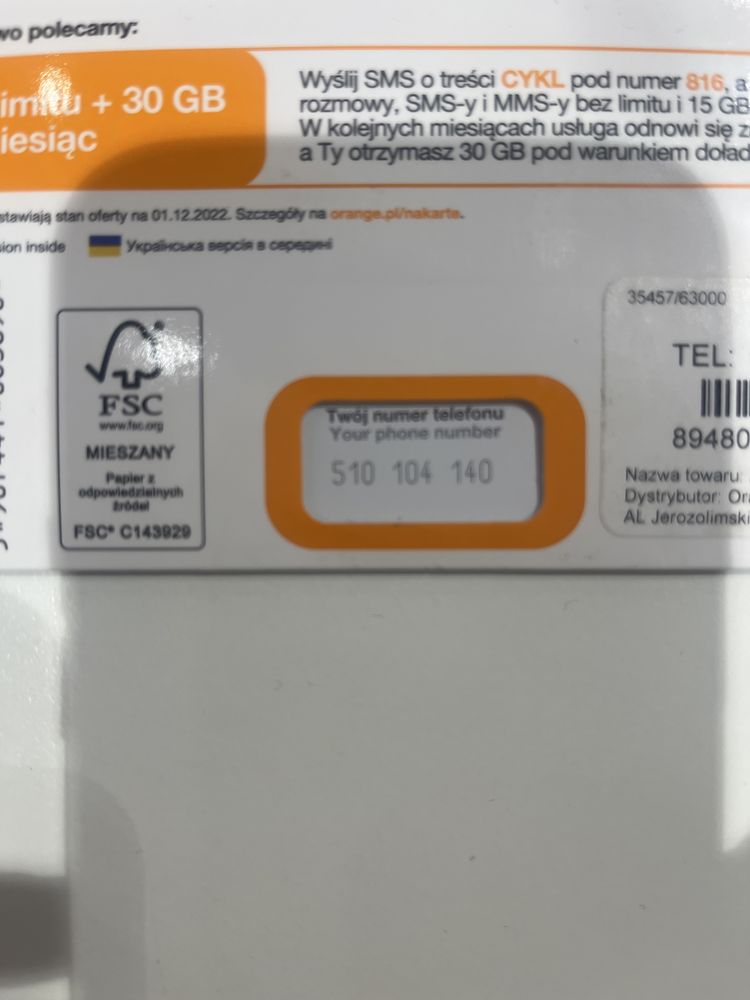 wo polecamy:
imitu + 30 GB
iesiąc
Wyślij SMS o treści CYKL pod numer 816, a
rozmowy, SMS-y i MMS-y bez limitu i 15 GB
W kolejnych miesiącach usługa odnowi się z
a Ty otrzymasz 30 GB pod warunkiem doład
stawiają stan oferty na 01.12.2022. Szczegóły na orange.pl/nakarte.
sion inside
Українська версія в середині
FSC
www.fsc.org
MIESZANY
Papier z
odpowiedzialnych
źródeł
FSC® C143929
Twój numer telefonu
Your phone number
510 104 140
35457/63000
TEL:
89480
Nazwa towaru:
Dystrybutor: Ora
AL Jerozolimski